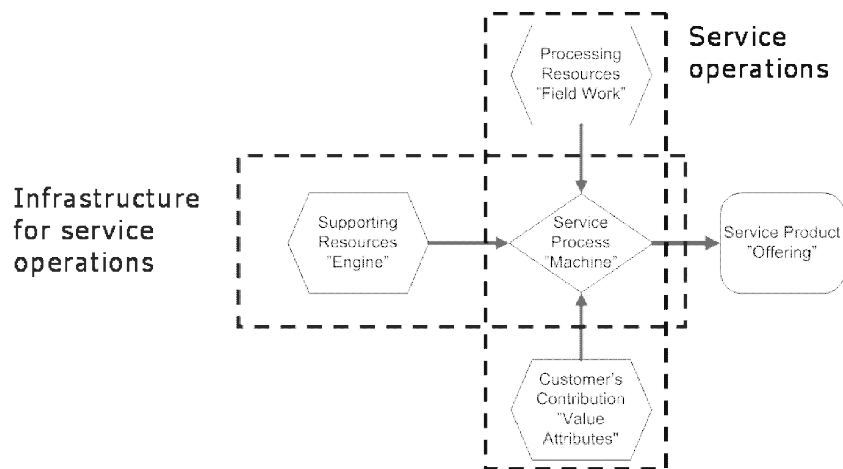 Processing
Resources
"Field Work"
Service
operations
Infrastructure
for service
operations
Supporting
Resources
"Engine"
Service
Process
"Machine"
Service Product
"Offering"
Customer's
Contribution
"Value
Attributes"